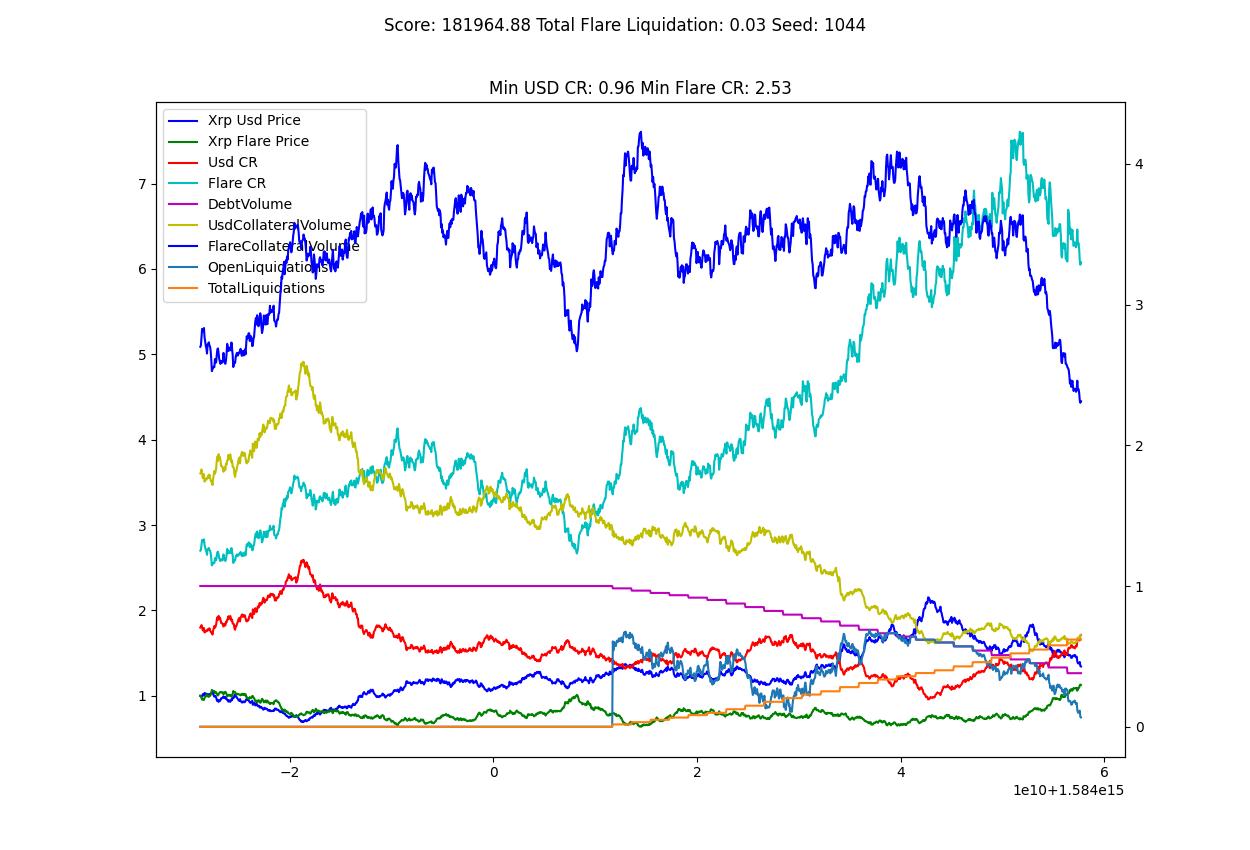 Score: 181964.88 Total Flare Liquidation: 0.03 Seed: 1044
Min USD CR: 0.96 Min Flare CR: 2.53
Xrp Usd Price
Xrp Flare Price
Usd CR
Flare CR
DebtVolume
UsdCollateralVolume
FlareCollateralVolume
OpenLiquidations
TotalLiquidations
7
6
5
4
3
2
1
4
3
2
1
0
−2
0
2
4
6
1e10+1.584e15